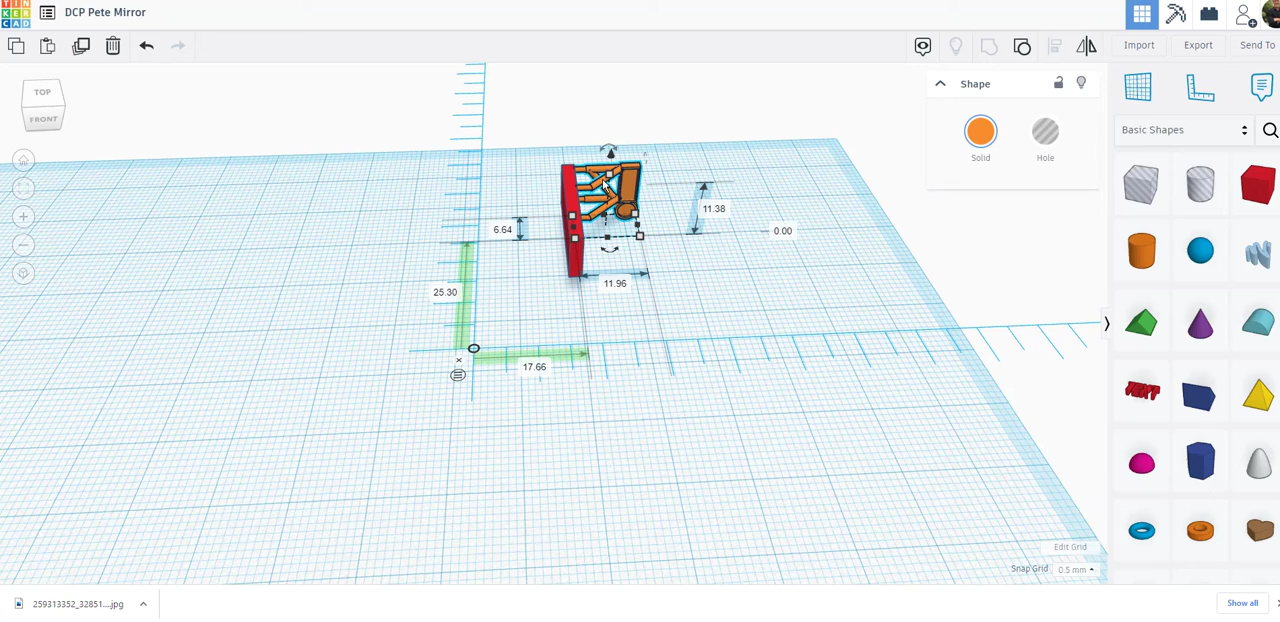 TIN
KER
CAD
DCP Pete Mirror
Import
Export
Send To
TOP
FRONT
Shape
Solid
Hole
Basic Shapes
11.38
6.64
0.00
11.96
25.30
17.66
x
TEXT
Edit Grid
Snap Grid 0.5 mm
259313352_32851....jpg
Show all